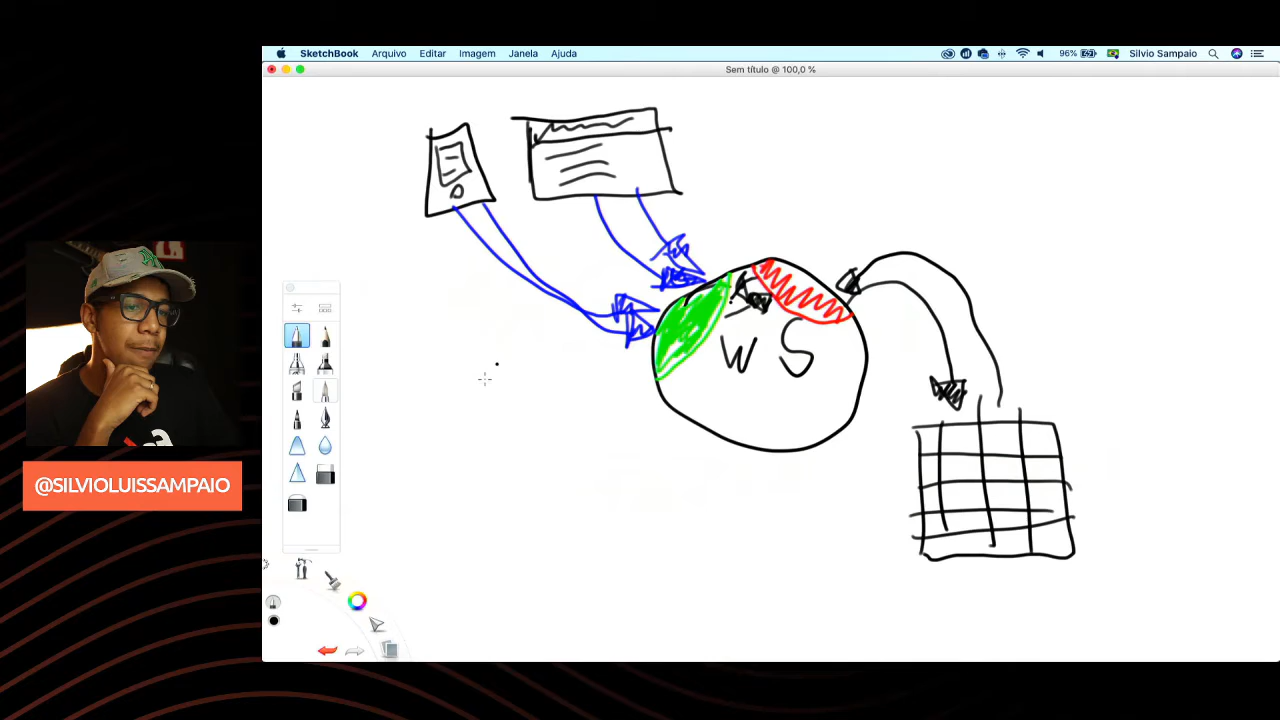 SketchBook Arquivo Editar Imagem Janela Ajuda 96% Silvio Sampaio
Sem título @ 100,0 %
W S
@SILVIOLUISSAMPAIO